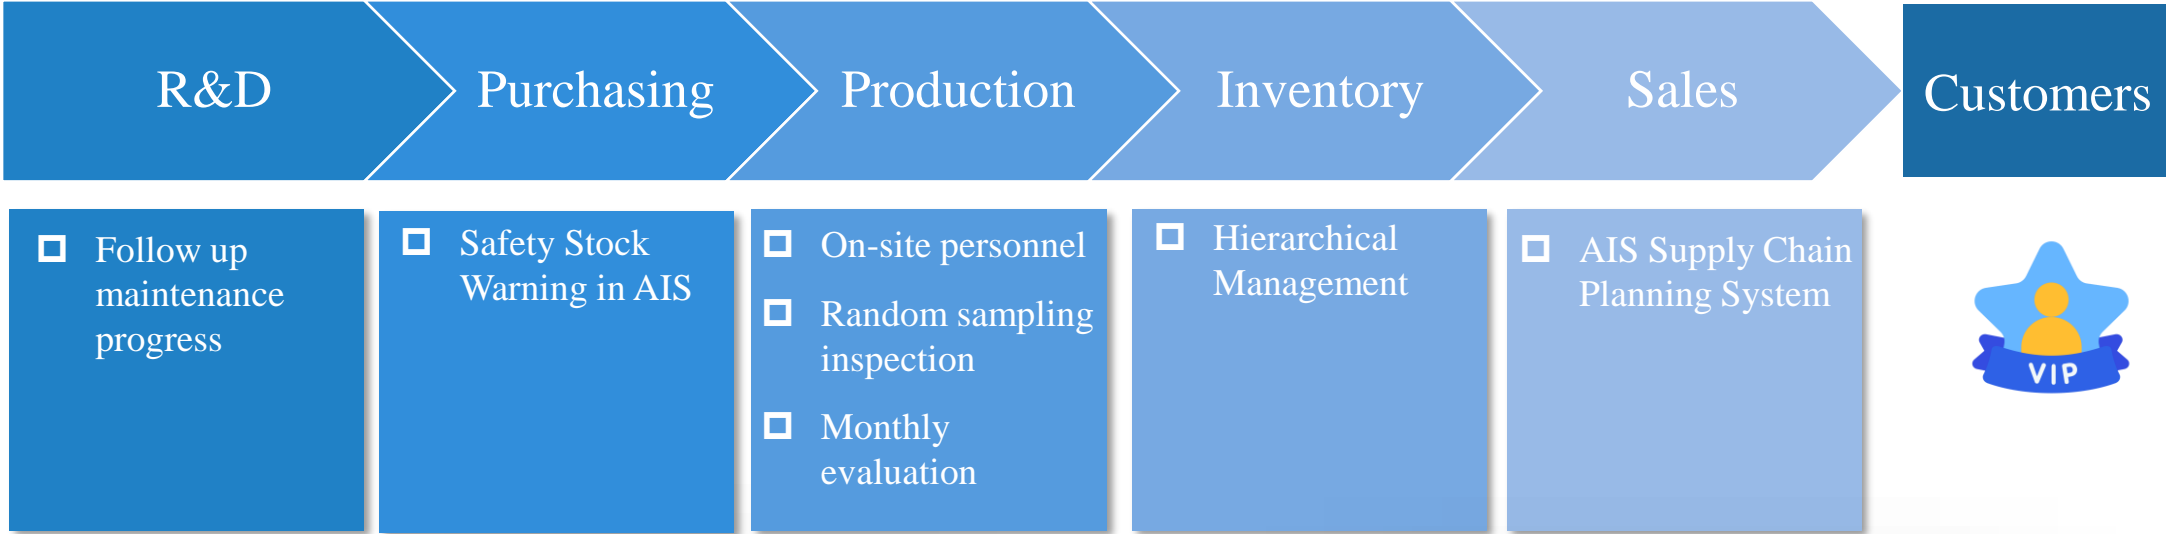 R&D
Purchasing
Production
Inventory
Sales
Customers
Follow up
maintenance
progress
Safety Stock
Warning in AIS
On-site personnel
Random sampling
inspection
Monthly
evaluation
Hierarchical
Management
AIS Supply Chain
Planning System
VIP